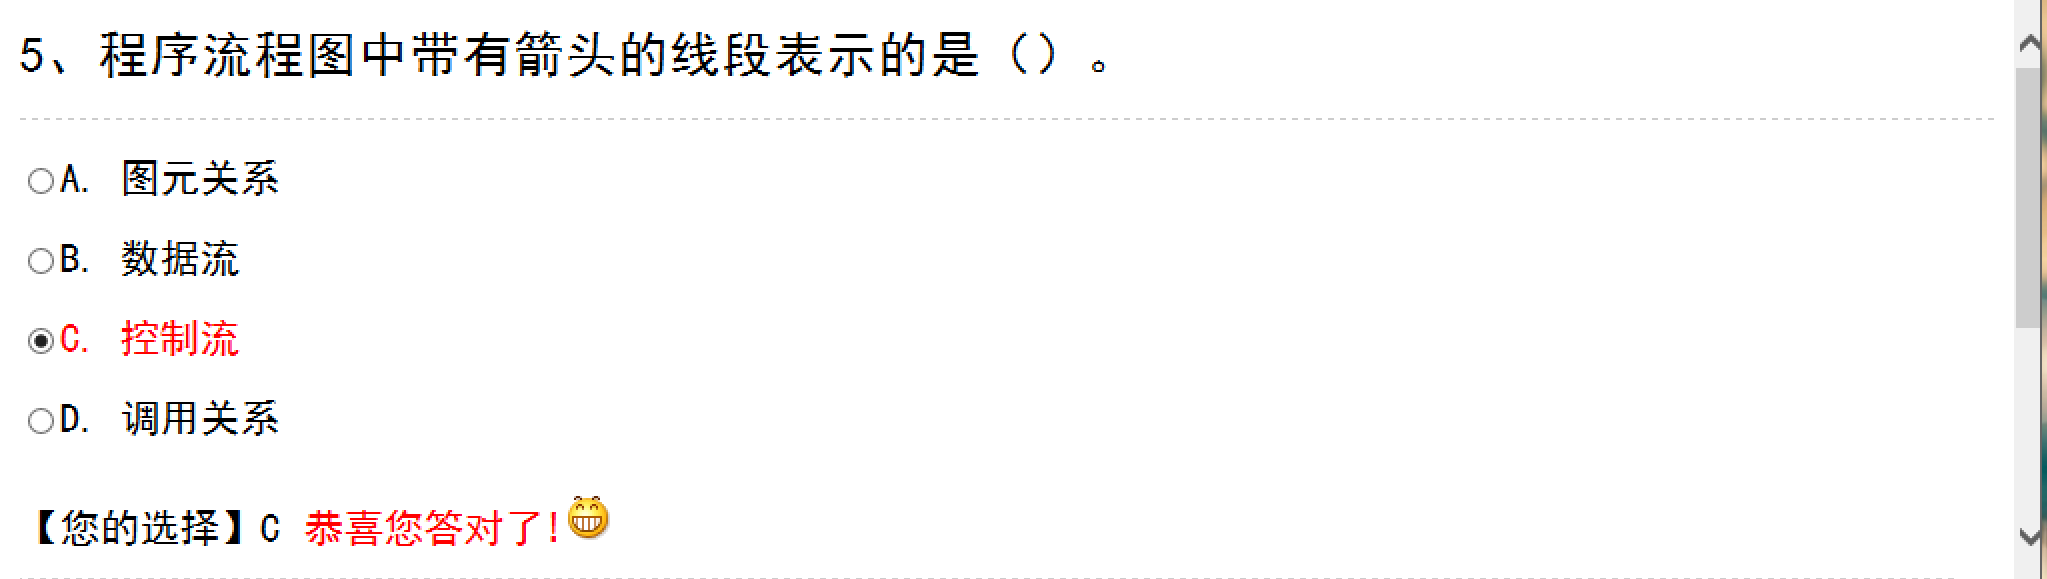 5、程序流程图中带有箭头的线段表示的是（）。
A. 图元关系
B. 数据流
C. 控制流
D. 调用关系
【您的选择】C 恭喜您答对了!